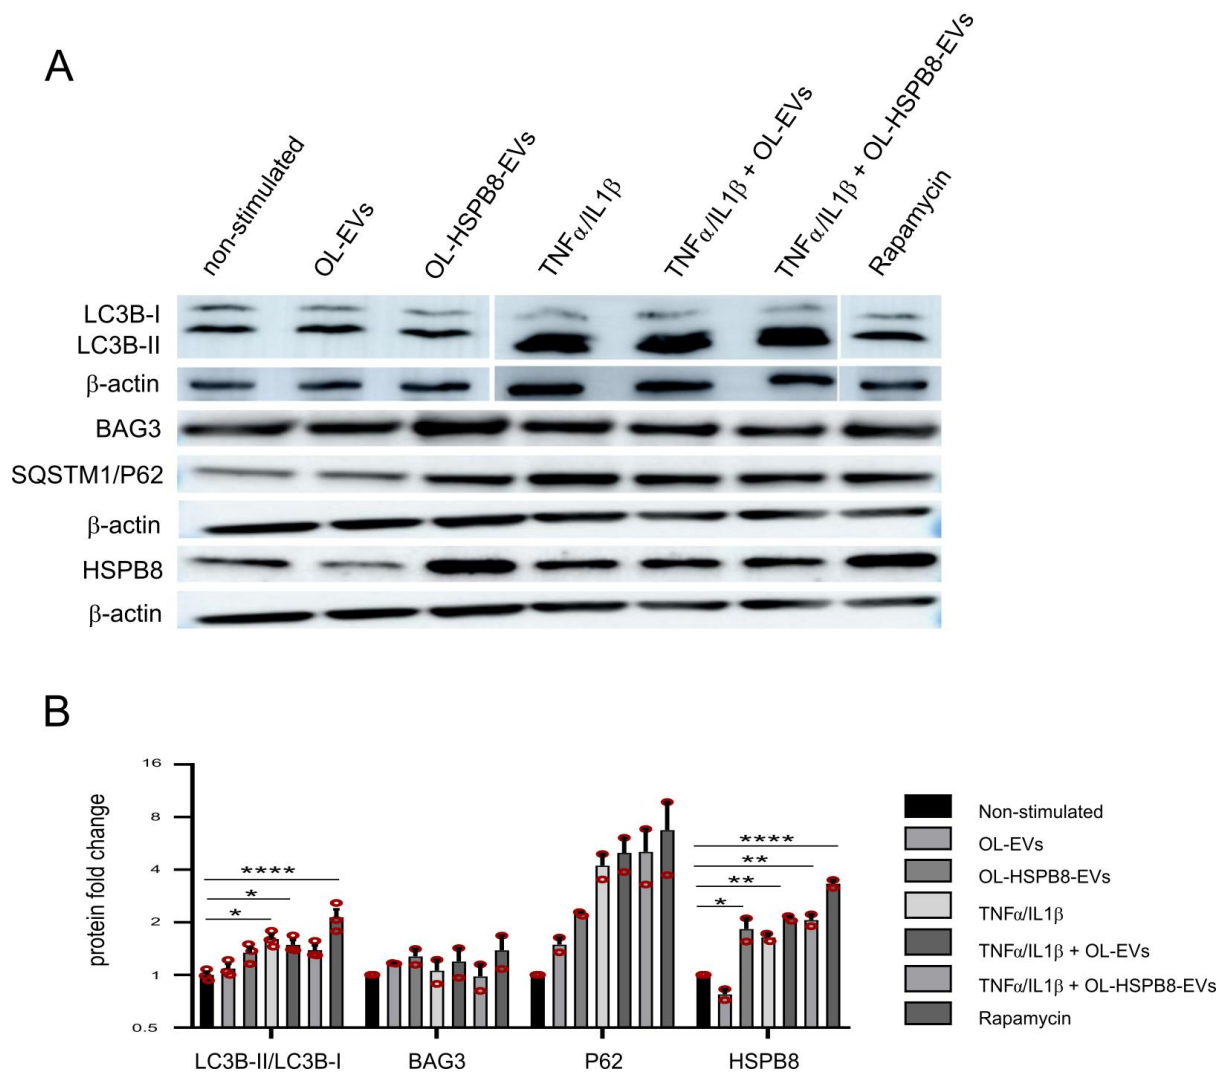 A
non-stimulated
OL-EVs
OL-HSPB8-EVs
TNFα/IL1β
TNFα/IL1β + OL-EVs
TNFα/IL1β + OL-HSPB8-EVs
Rapamycin
LC3B-I
LC3B-II
β-actin
BAG3
SQSTM1/P62
β-actin
HSPB8
β-actin
B
protein fold change
16
8
4
2
1
0.5
****
*
*
****
**
**
*
LC3B-II/LC3B-I
BAG3
P62
HSPB8
Non-stimulated
OL-EVs
OL-HSPB8-EVs
TNFα/IL1β
TNFα/IL1β + OL-EVs
TNFα/IL1β + OL-HSPB8-EVs
Rapamycin